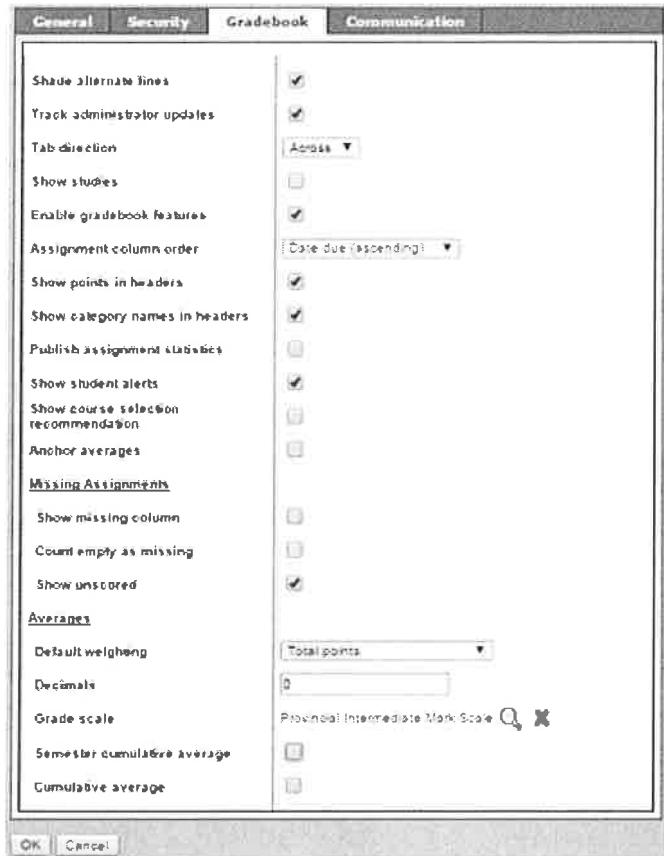 General Security Gradebook Communication
Shade alternate lines
Track administrator updates
Tab direction Across
Show studies
Enable gradebook features
Assignment column order Date due (ascending)
Show points in headers
Show category names in headers
Publish assignment statistics
Show student alerts
Show course selection
recommendation
Anchor averages
Missing Assignments
Show missing column
Count empty as missing
Show unscored
Averages
Default weighing Total points
Decimals 0
Grade scale Provincial Intermediate Mark Scale
Semester cumulative average
Cumulative average
OK Cancel